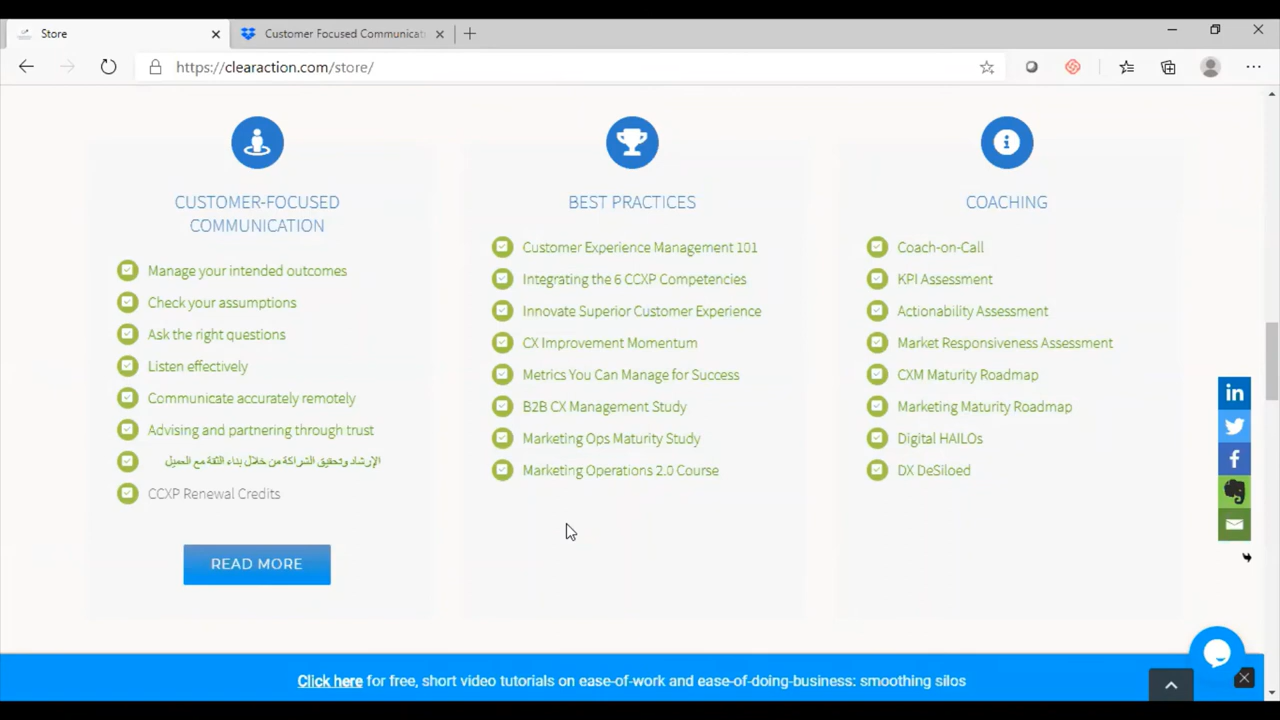 Store
Customer Focused Communicat
https://clearaction.com/store/
CUSTOMER-FOCUSED
COMMUNICATION
Manage your intended outcomes
Check your assumptions
Ask the right questions
Listen effectively
Communicate accurately remotely
Advising and partnering through trust
الإرشاد وتحقيق الشراكة من خلال بناء الثقة مع العميل
CCXP Renewal Credits
READ MORE
BEST PRACTICES
Customer Experience Management 101
Integrating the 6 CCXP Competencies
Innovate Superior Customer Experience
CX Improvement Momentum
Metrics You Can Manage for Success
B2B CX Management Study
Marketing Ops Maturity Study
Marketing Operations 2.0 Course
COACHING
Coach-on-Call
KPI Assessment
Actionability Assessment
Market Responsiveness Assessment
CXM Maturity Roadmap
Marketing Maturity Roadmap
Digital HAILOs
DX DeSiloed
Click here for free, short video tutorials on ease-of-work and ease-of-doing-business: smoothing silos